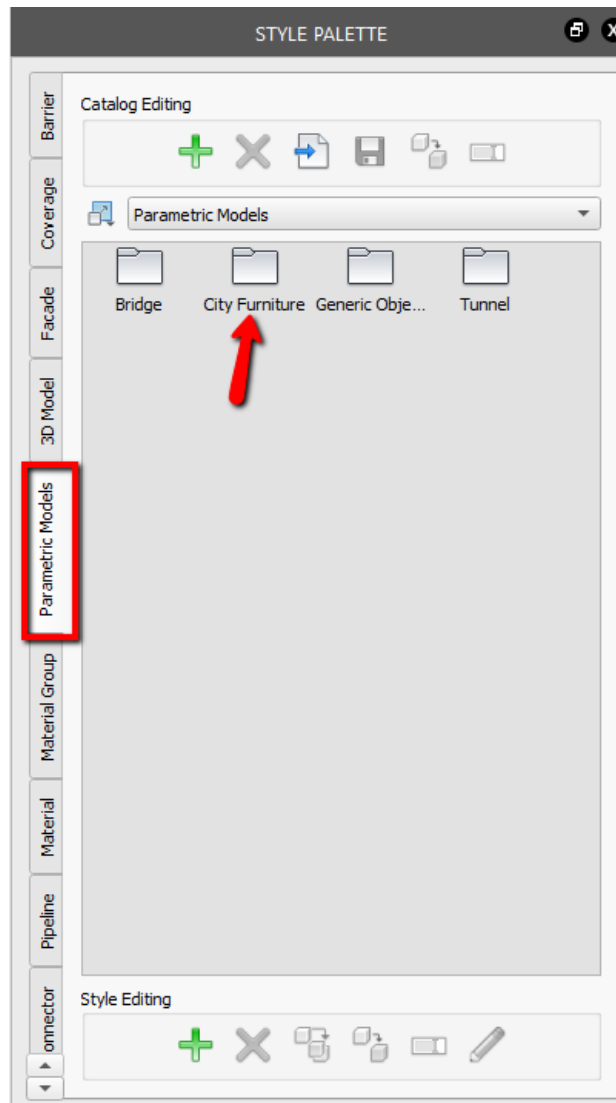 STYLE PALETTE
Barrier
Coverage
Facade
3D Model
Parametric Models
Material Group
Material
Pipeline
onnector
Catalog Editing
Parametric Models
Bridge City Furniture Generic Obje... Tunnel
Style Editing